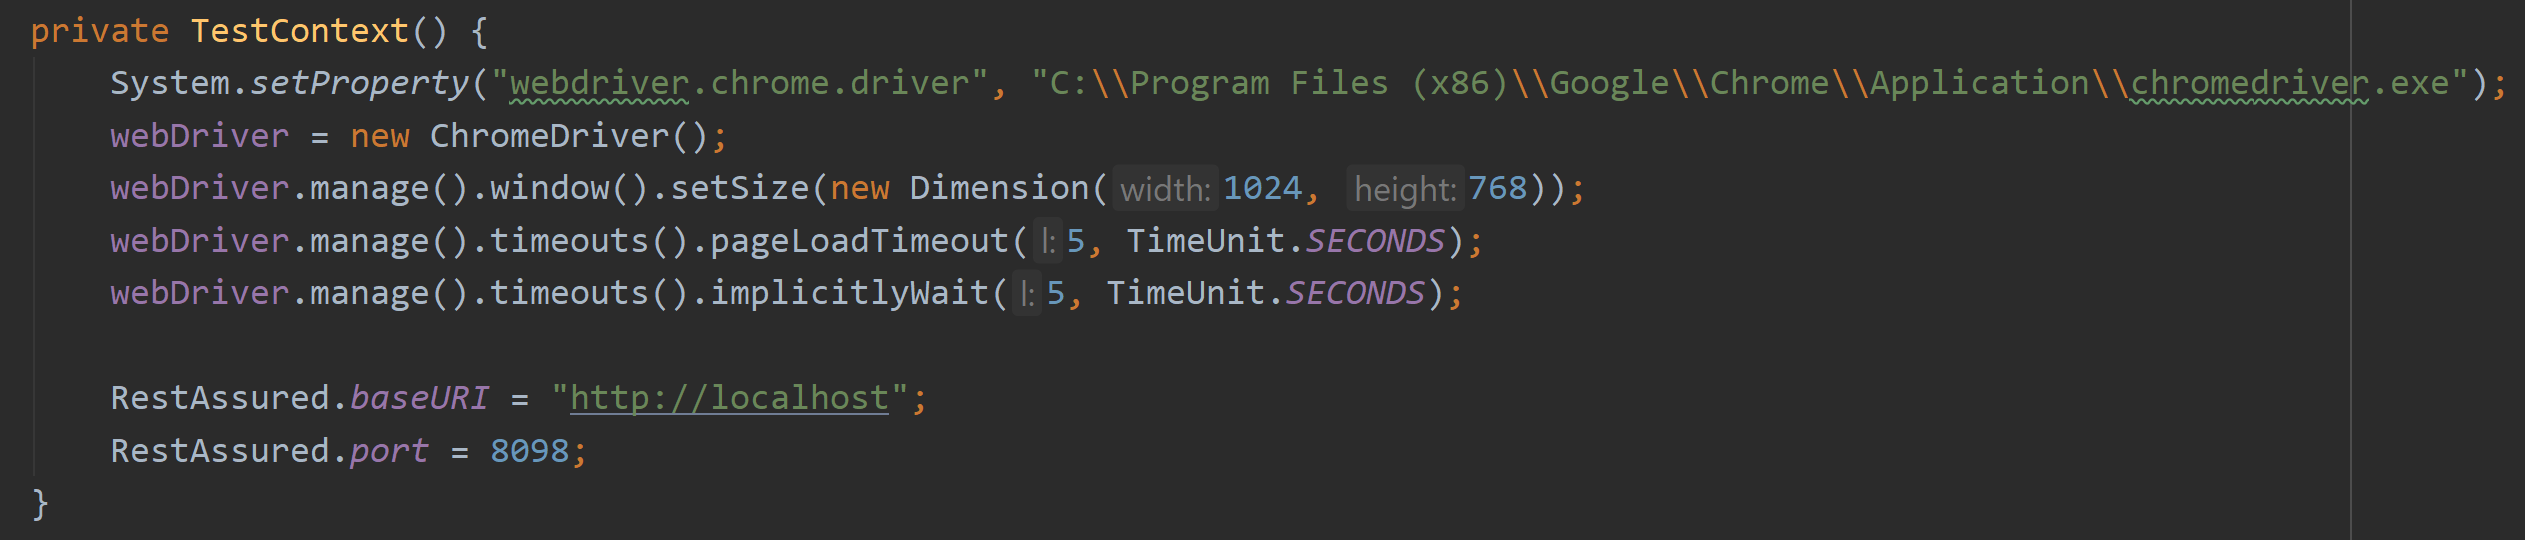 private TestContext() {
System.setProperty("webdriver.chrome.driver", "C:\\Program Files (x86)\\Google\\Chrome\\Application\\chromedriver.exe");
webDriver = new ChromeDriver();
webDriver.manage().window().setSize(new Dimension( width: 1024, height: 768));
webDriver.manage().timeouts().pageLoadTimeout( l: 5, TimeUnit.SECONDS);
webDriver.manage().timeouts().implicitlyWait( l: 5, TimeUnit.SECONDS);
RestAssured.baseURI = "http://localhost";
RestAssured.port = 8098;
}